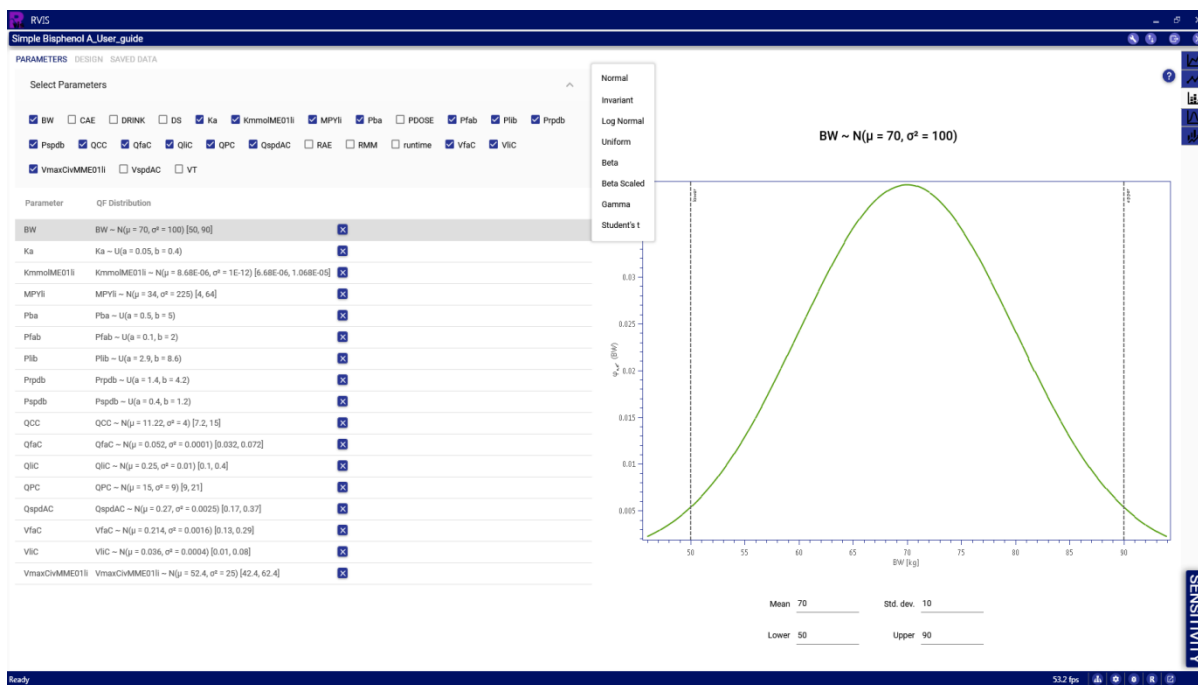 RVIS
Simple Bisphenol A_User_guide
PARAMETERS DESIGN SAVED DATA
Select Parameters
BW CAE DRINK DS Ka KmmolME01li MPYli Pba PDOSE Pfab Plib Prpdb
Pspdb QCC QfaC QliC QPC QspdAC RAE RMM runtime VfaC VliC
VmaxCivMME01li VspdAC VT
Parameter QF Distribution
BW BW ~ N(μ = 70, σ² = 100) [50, 90]
Ka Ka ~ U(a = 0.05, b = 0.4)
KmmolME01li KmmolME01li ~ N(μ = 8.68E-06, σ² = 1E-12) [6.68E-06, 1.068E-05]
MPYli MPYli ~ N(μ = 34, σ² = 225) [4, 64]
Pba Pba ~ U(a = 0.5, b = 5)
Pfab Pfab ~ U(a = 0.1, b = 2)
Plib Plib ~ U(a = 2.9, b = 8.6)
Prpdb Prpdb ~ U(a = 1.4, b = 4.2)
Pspdb Pspdb ~ U(a = 0.4, b = 1.2)
QCC QCC ~ N(μ = 11.22, σ² = 4) [7.2, 15]
QfaC QfaC ~ N(μ = 0.052, σ² = 0.0001) [0.032, 0.072]
QliC QliC ~ N(μ = 0.25, σ² = 0.01) [0.1, 0.4]
QPC QPC ~ N(μ = 15, σ² = 9) [9, 21]
QspdAC QspdAC ~ N(μ = 0.27, σ² = 0.0025) [0.17, 0.37]
VfaC VfaC ~ N(μ = 0.214, σ² = 0.0016) [0.13, 0.29]
VliC VliC ~ N(μ = 0.036, σ² = 0.0004) [0.01, 0.08]
VmaxCivMME01li VmaxCivMME01li ~ N(μ = 52.4, σ² = 25) [42.4, 62.4]
Normal
Invariant
Log Normal
Uniform
Beta
Beta Scaled
Gamma
Student's t
BW ~ N(μ = 70, σ² = 100)
lower
upper
0.03
0.025
0.02
0.015
0.01
0.005
(BW)
50 55 60 65 70 75 80 85 90
BW [kg]
Mean 70 Std. dev. 10
Lower 50 Upper 90
SENSITIVITY
Ready
53.2 fps
0 R